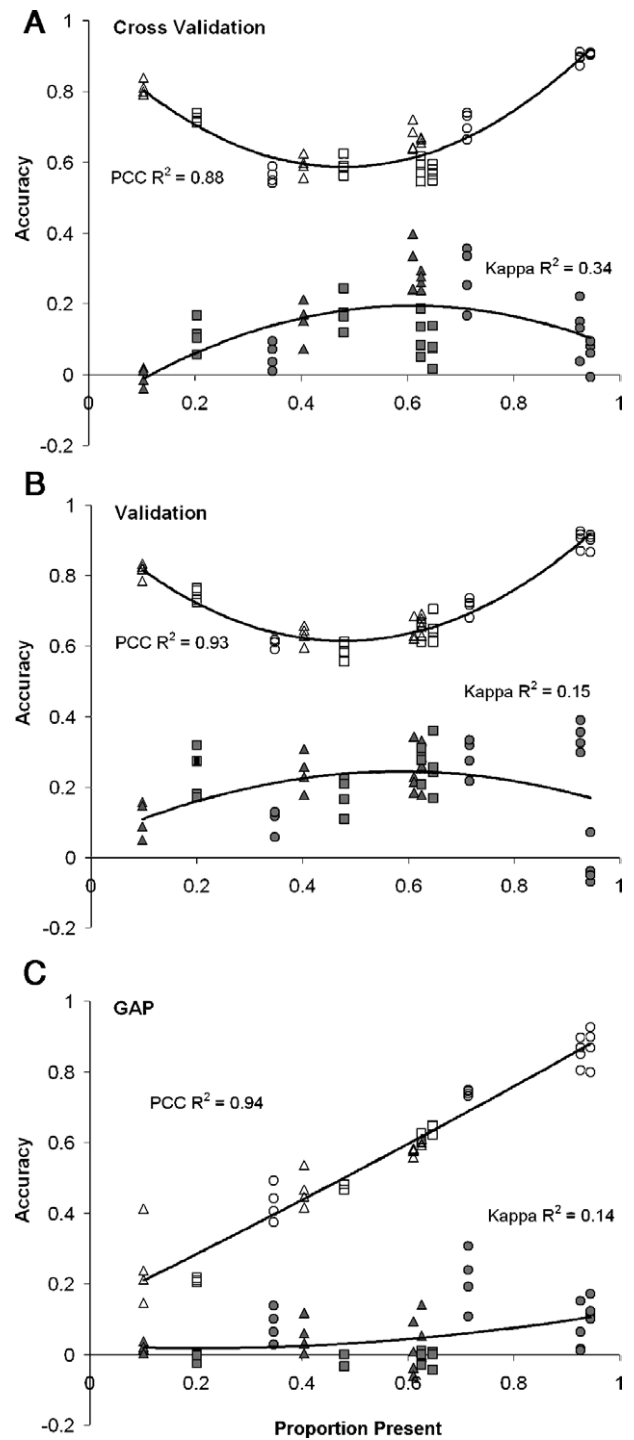 A
Cross Validation
1
0.8
0.6
0.4
0.2
0
-0.2
Accuracy
PCC R² = 0.88
Kappa R² = 0.34
0
0.2
0.4
0.6
0.8
1
B
Validation
1
0.8
0.6
0.4
0.2
0
-0.2
Accuracy
PCC R² = 0.93
Kappa R² = 0.15
0
0.2
0.4
0.6
0.8
1
C
GAP
1
0.8
0.6
0.4
0.2
0
-0.2
Accuracy
PCC R² = 0.94
Kappa R² = 0.14
0
0.2
0.4
0.6
0.8
1
Proportion Present